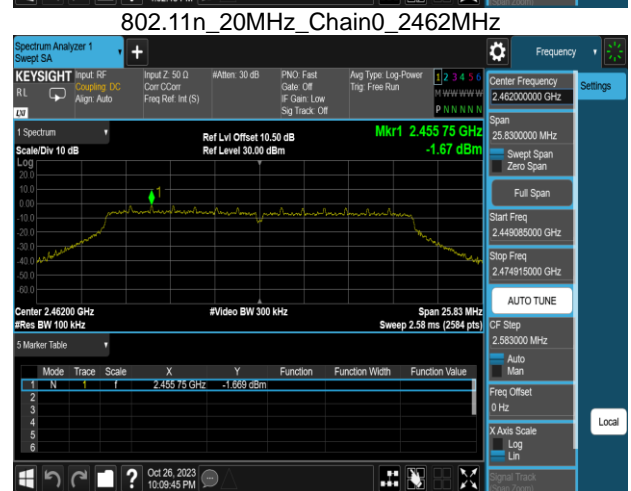 802.11n_20MHz_Chain0_2462MHz
Spectrum Analyzer 1
Swept SA
Frequency
KEYSIGHT
RL
LXI
Input: RF
Coupling: DC
Align: Auto
Input Z: 50 Ω
Corr CCorr
Freq Ref: Int (S)
#Atten: 30 dB
PNO: Fast
Gate: Off
IF Gain: Low
Sig Track: Off
Avg Type: Log-Power
Trig: Free Run
1 2 3 4 5 6
M W W W W W
P N N N N N
1 Spectrum
Scale/Div 10 dB
Log
Ref Lvl Offset 10.50 dB
Ref Level 30.00 dBm
Mkr1 2.455 75 GHz
-1.67 dBm
20.0
10.0
0.00
-10.0
-20.0
-30.0
-40.0
-50.0
-60.0
1
Center 2.46200 GHz
#Res BW 100 kHz
#Video BW 300 kHz
Span 25.83 MHz
Sweep 2.58 ms (2584 pts)
5 Marker Table
Mode Trace Scale X Y Function Function Width Function Value
1 N 1 f 2.455 75 GHz -1.669 dBm
2
3
4
5
6
Oct 26, 2023
10:09:45 PM
Center Frequency
2.462000000 GHz
Settings
Span
25.8300000 MHz
Swept Span
Zero Span
Full Span
Start Freq
2.449085000 GHz
Stop Freq
2.474915000 GHz
AUTO TUNE
CF Step
2.583000 MHz
Auto
Man
Freq Offset
0 Hz
X Axis Scale
Log
Lin
Local
Signal Track
(Span Zoom)